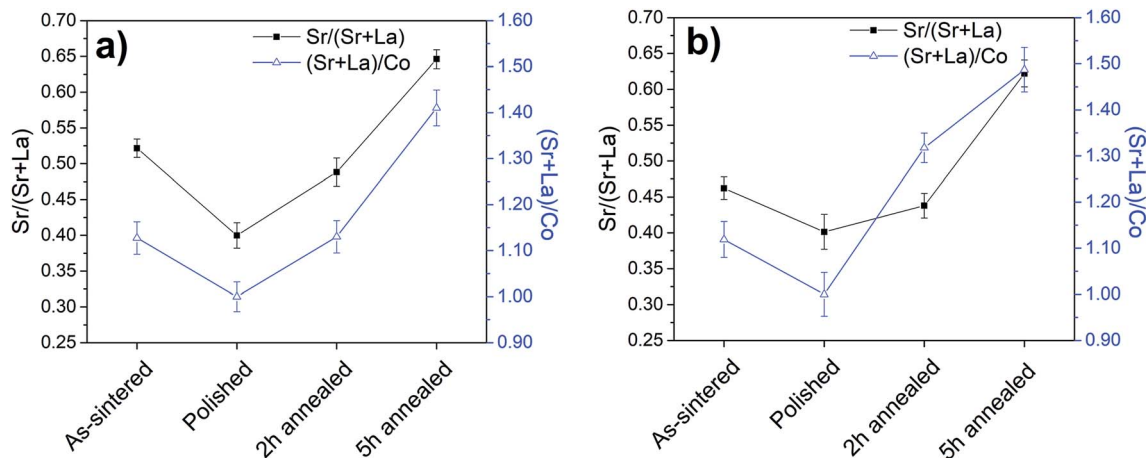 a)
Sr/(Sr+La)
(Sr+La)/Co
0.70
0.65
0.60
0.55
0.50
0.45
0.40
0.35
0.30
0.25
Sr/(Sr+La)
1.60
1.50
1.40
1.30
1.20
1.10
1.00
0.90
(Sr+La)/Co
As-sintered
Polished
2h annealed
5h annealed
b)
Sr/(Sr+La)
(Sr+La)/Co
0.70
0.65
0.60
0.55
0.50
0.45
0.40
0.35
0.30
0.25
Sr/(Sr+La)
1.60
1.50
1.40
1.30
1.20
1.10
1.00
0.90
(Sr+La)/Co
As-sintered
Polished
2h annealed
5h annealed